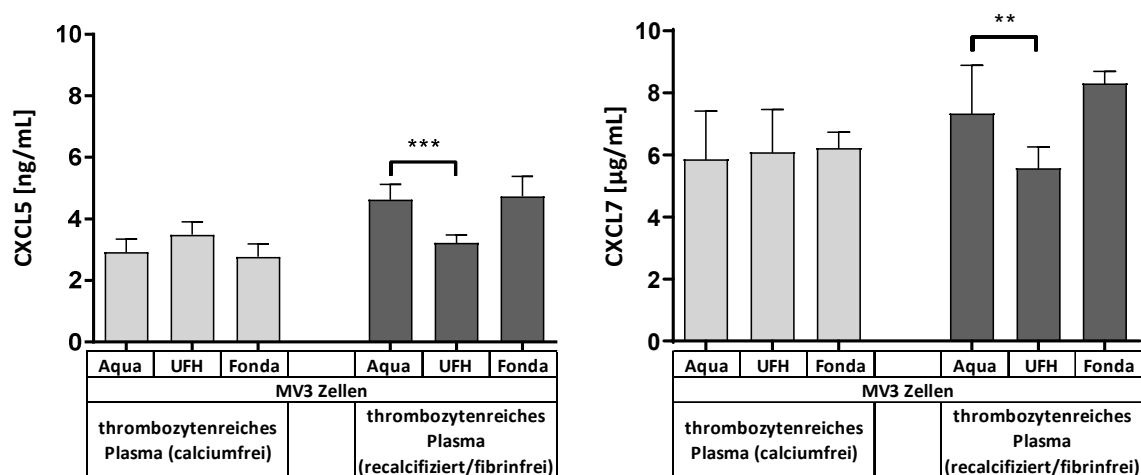 CXCL5 [ng/mL]
10
8
6
4
2
0
***
Aqua UFH Fonda Aqua UFH Fonda
MV3 Zellen
thrombozytenreiches
Plasma (calciumfrei)
thrombozytenreiches
Plasma
(recalcifiziert/fibrinfrei)
CXCL7 [µg/mL]
10
8
6
4
2
0
**
Aqua UFH Fonda Aqua UFH Fonda
MV3 Zellen
thrombozytenreiches
Plasma (calciumfrei)
thrombozytenreiches
Plasma
(recalcifiziert/fibrinfrei)